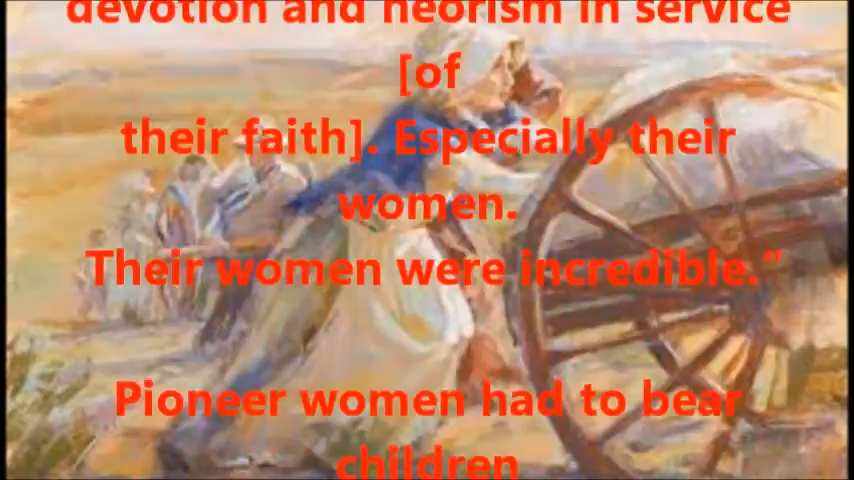 devotion and heorism in service
[of
their faith]. Especially their
women.
Their women were incredible.”
Pioneer women had to bear
children